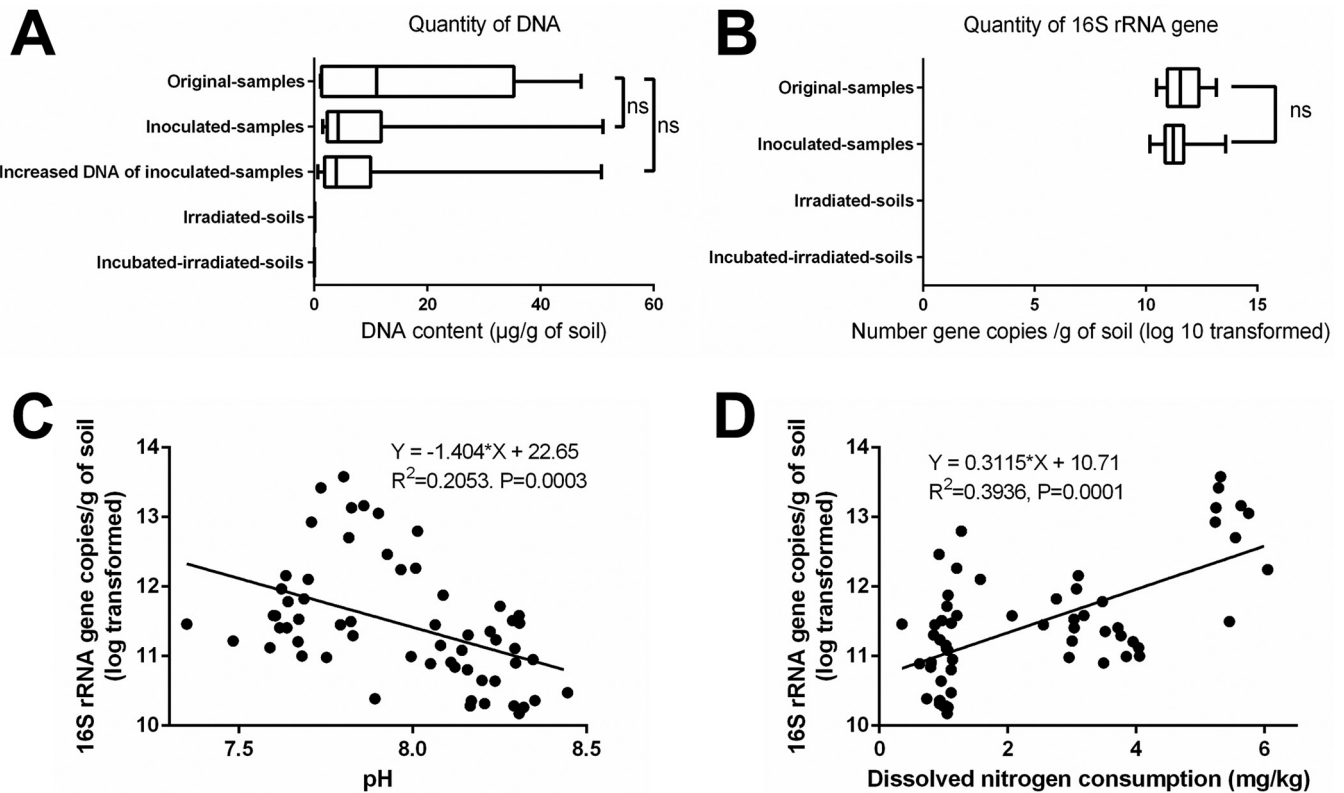 A
Quantity of DNA
Original-samples
Inoculated-samples
Increased DNA of inoculated-samples
Irradiated-soils
Incubated-irradiated-soils
ns
ns
0 20 40 60
DNA content (µg/g of soil)
B
Quantity of 16S rRNA gene
Original-samples
Inoculated-samples
Irradiated-soils
Incubated-irradiated-soils
ns
0 5 10 15
Number gene copies /g of soil (log 10 transformed)
C
16S rRNA gene copies/g of soil
(log transformed)
14
13
12
11
10
Y = -1.404*X + 22.65
R²=0.2053. P=0.0003
7.5 8.0 8.5
pH
D
16S rRNA gene copies/g of soil
(log transformed)
14
13
12
11
10
Y = 0.3115*X + 10.71
R²=0.3936, P=0.0001
0 2 4 6
Dissolved nitrogen consumption (mg/kg)